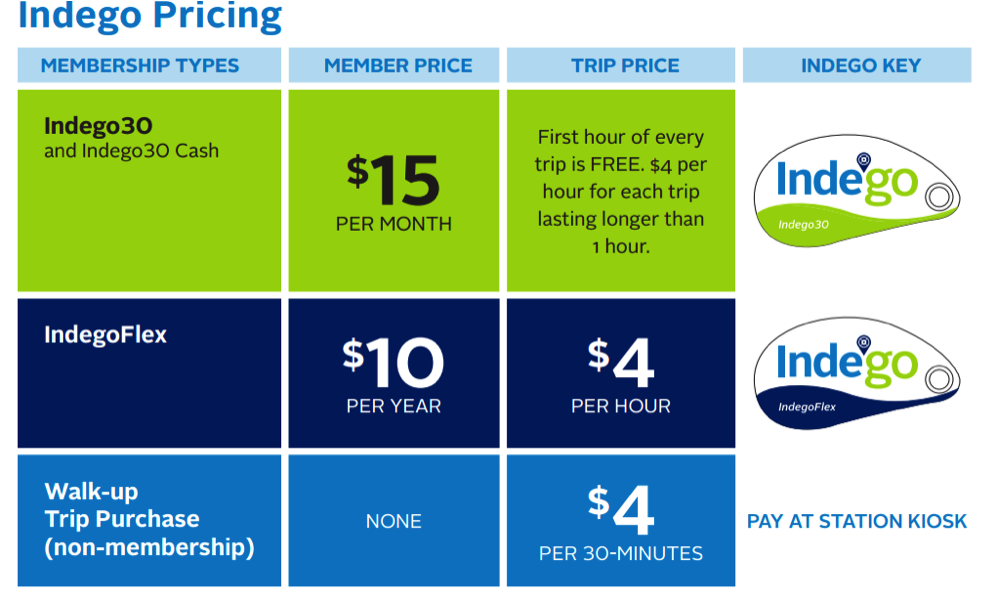 Indego Pricing
MEMBERSHIP TYPES
MEMBER PRICE
TRIP PRICE
INDEGO KEY
Indego30
and Indego30 Cash
$15
PER MONTH
First hour of every
trip is FREE. $4 per
hour for each trip
lasting longer than
1 hour.
Indego
Indego30
IndegoFlex
$10
PER YEAR
$4
PER HOUR
Indego
IndegoFlex
Walk-up
Trip Purchase
(non-membership)
NONE
$4
PER 30-MINUTES
PAY AT STATION KIOSK